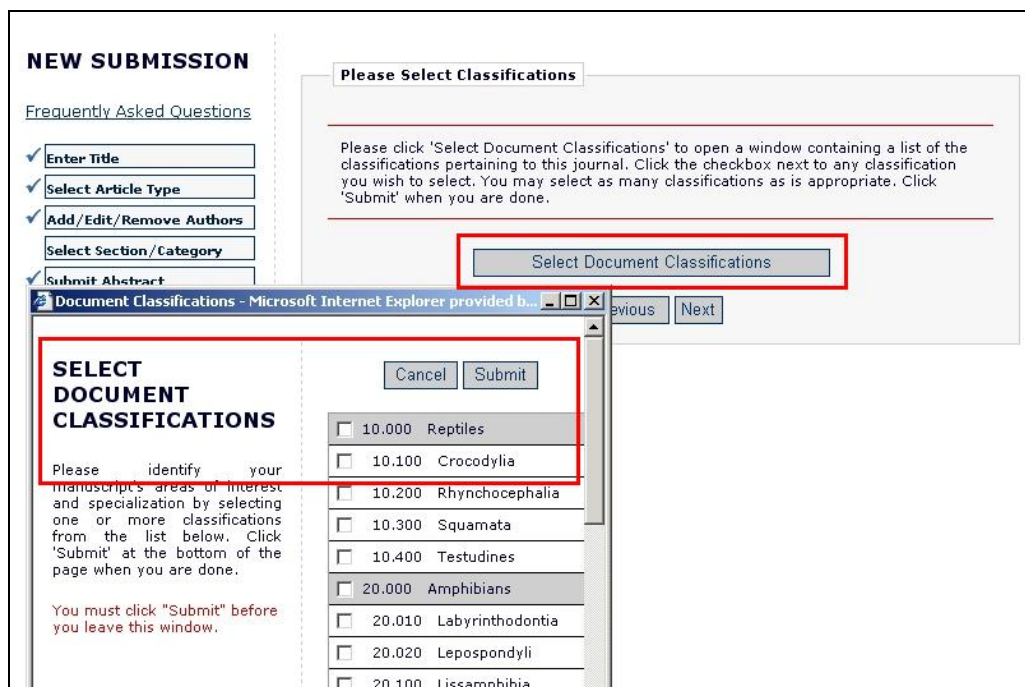 NEW SUBMISSION
Frequently Asked Questions
Enter Title
Select Article Type
Add/Edit/Remove Authors
Select Section/Category
Submit Abstract
Please Select Classifications
Please click 'Select Document Classifications' to open a window containing a list of the
classifications pertaining to this journal. Click the checkbox next to any classification
you wish to select. You may select as many classifications as is appropriate. Click
'Submit' when you are done.
Select Document Classifications
evious Next
Document Classifications - Microsoft Internet Explorer provided b...
SELECT
DOCUMENT
CLASSIFICATIONS
Please identify your
manuscript's areas of interest
and specialization by selecting
one or more classifications
from the list below. Click
'Submit' at the bottom of the
page when you are done.
You must click "Submit" before
you leave this window.
Cancel Submit
10.000 Reptiles
10.100 Crocodylia
10.200 Rhynchocephalia
10.300 Squamata
10.400 Testudines
20.000 Amphibians
20.010 Labyrinthodontia
20.020 Lepospondyli
20.100 Lissamphibia